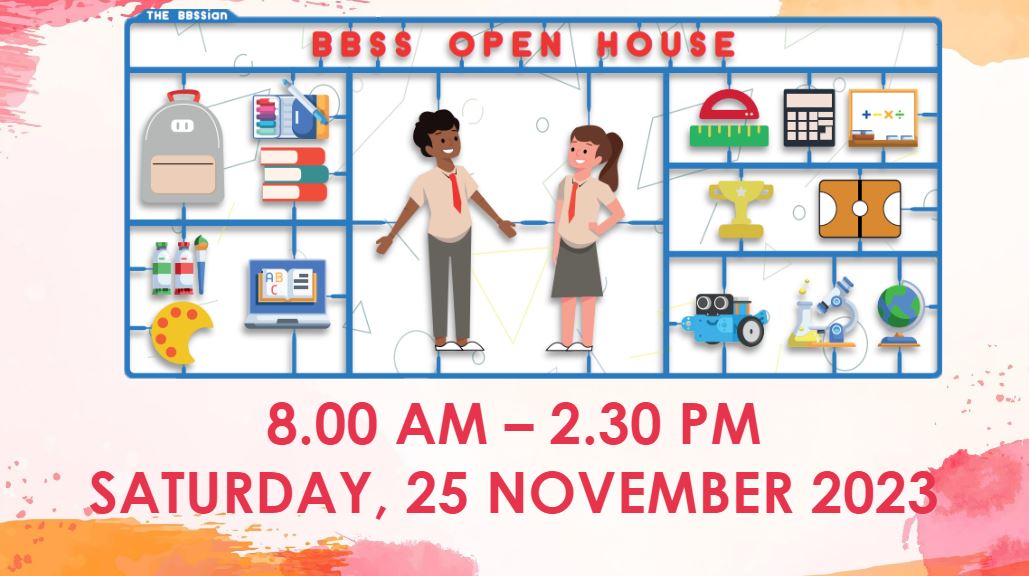 THE BBSSian
BBSS OPEN HOUSE
A B
C
8.00 AM – 2.30 PM
SATURDAY, 25 NOVEMBER 2023